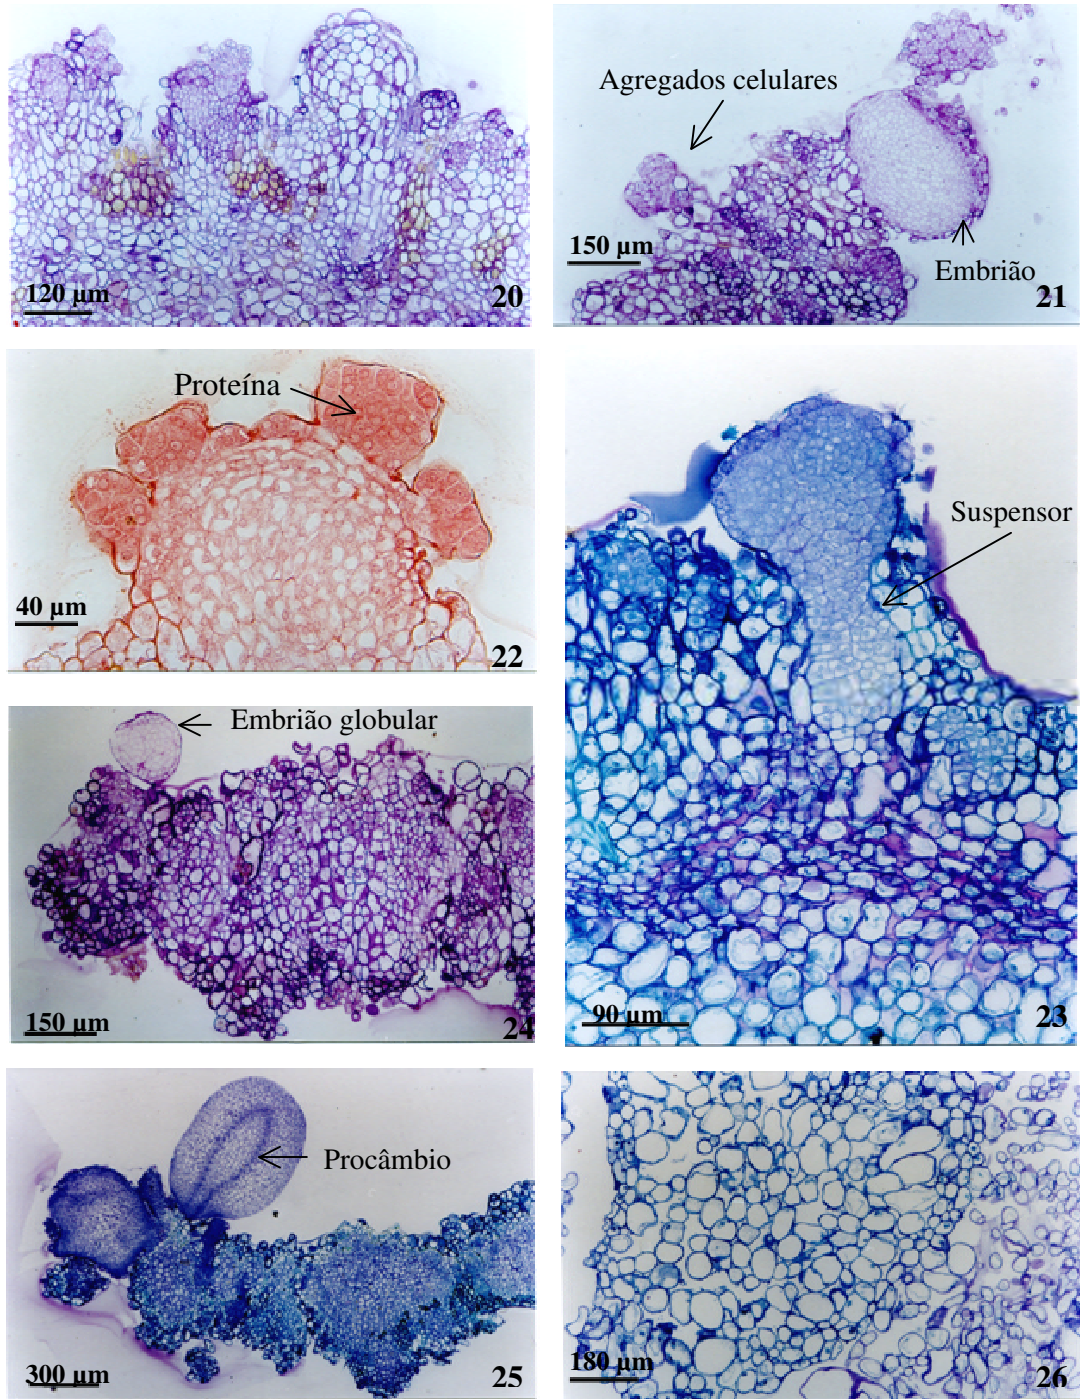 120 µm
20
Agregados celulares
150 µm
Embrião
21
Proteína
40 µm
22
Suspensor
90 µm
23
Embrião globular
150 µm
24
Procâmbio
300 µm
25
180 µm
26